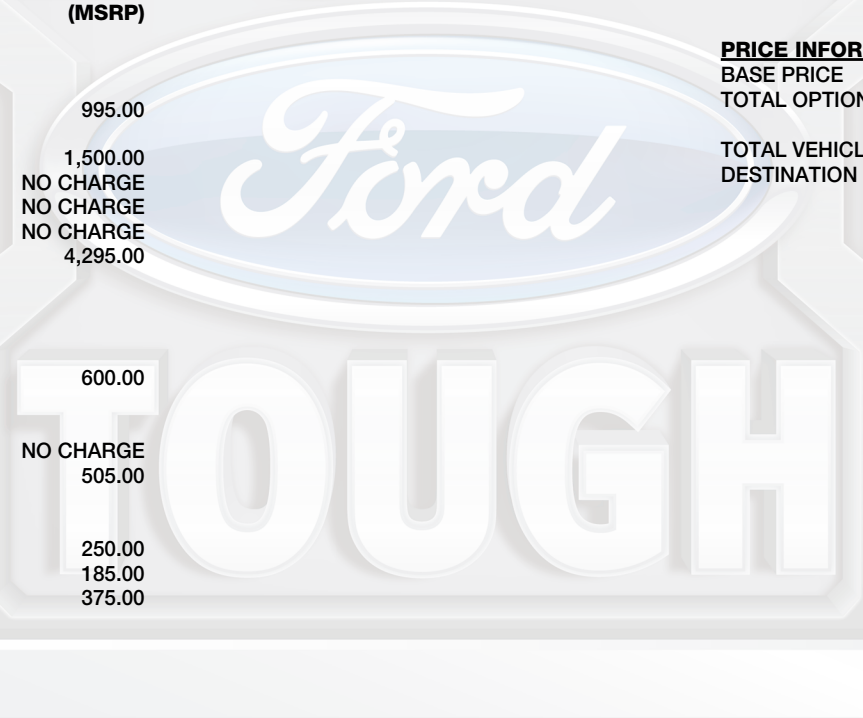 (MSRP)
995.00
1,500.00
NO CHARGE
NO CHARGE
NO CHARGE
4,295.00
600.00
NO CHARGE
505.00
250.00
185.00
375.00
PRICE INFOR
BASE PRICE
TOTAL OPTION
TOTAL VEHICL
DESTINATION
Ford
TOUGH